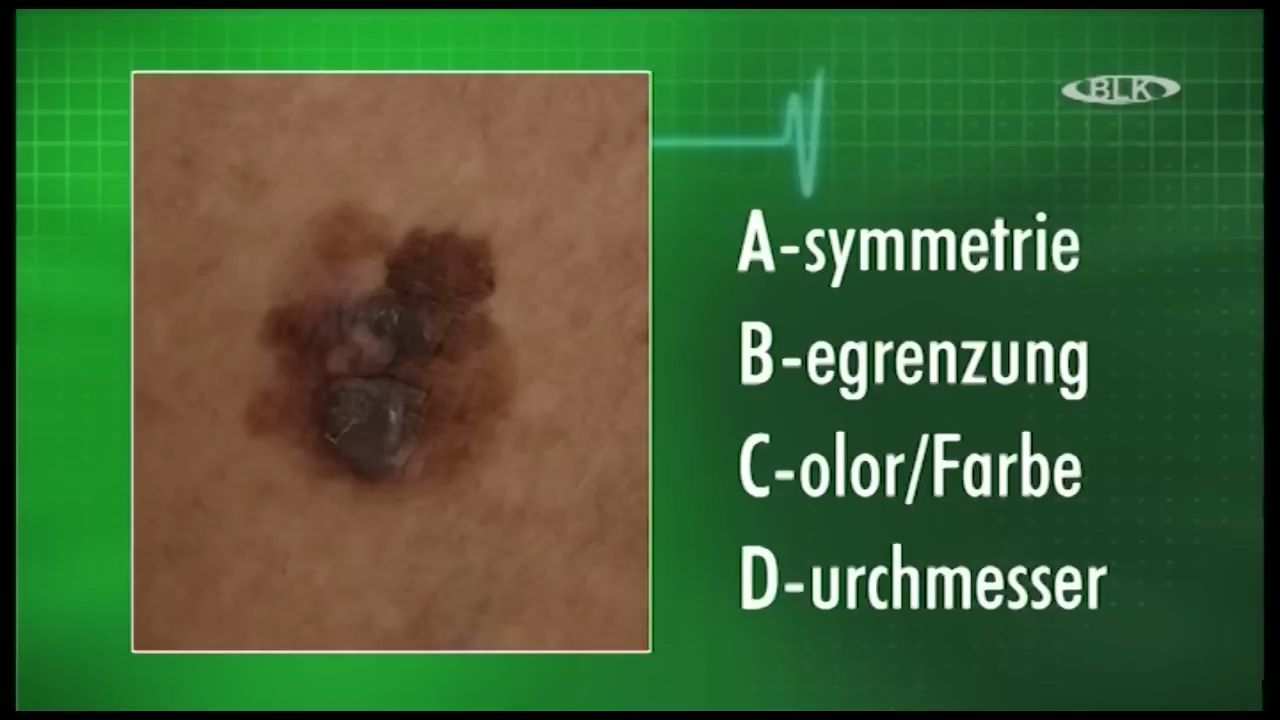 BLK
A-symmetrie
B-egrenzung
C-olor/Farbe
D-urchmesser